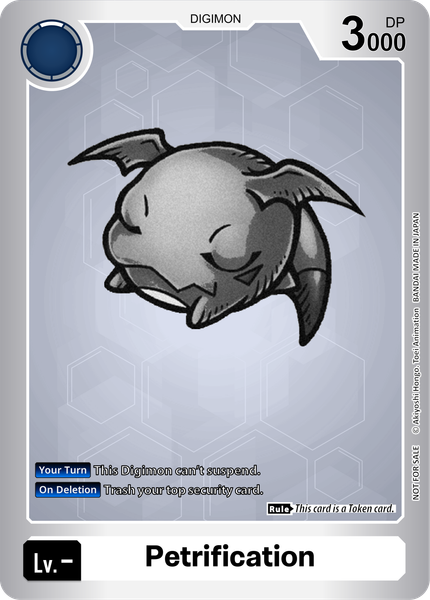 DIGIMON
DP
3000
Your Turn This Digimon can't suspend.
On Deletion Trash your top security card.
Rule This card is a Token card.
NOT FOR SALE © Akiyoshi Hongo, Toei Animation BANDAI MADE IN JAPAN
Lv.-
Petrification